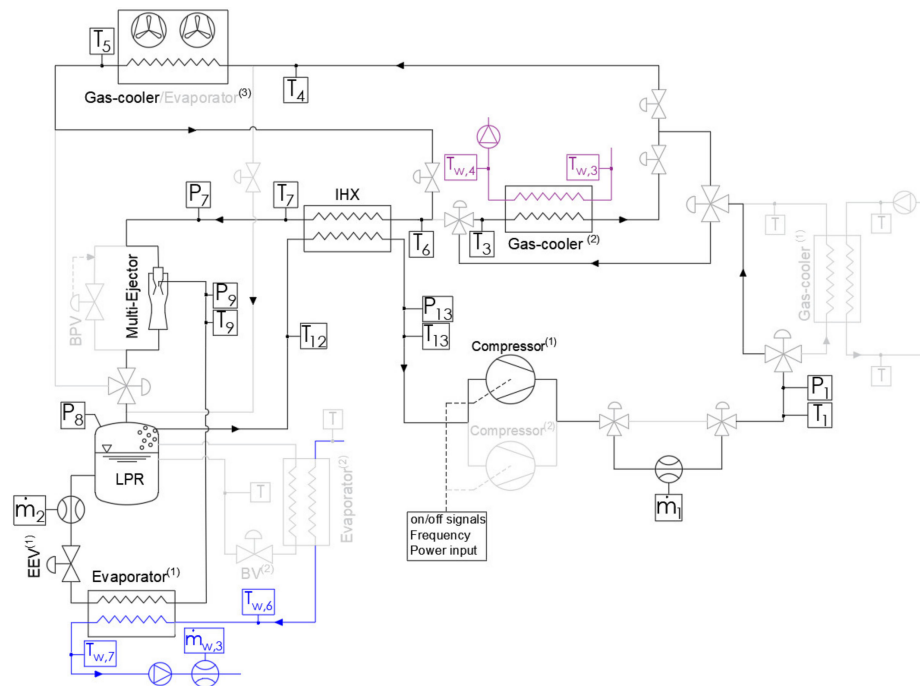 T5
Gas-cooler/Evaporator(3)
T4
Tw,4
Tw,3
P7
T7
IHX
T6
T3
Gas-cooler (2)
T
Gas-cooler(1)
T
BPV
Multi-Ejector
P9
T9
T12
P13
T13
Compressor(1)
Compressor(2)
P1
T1
P8
LPR
T
T
Evaporator(2)
ṁ2
ṁ1
EEV(1)
BV(2)
on/off signals
Frequency
Power input
Evaporator(1)
Tw,6
Tw,7
ṁw,3